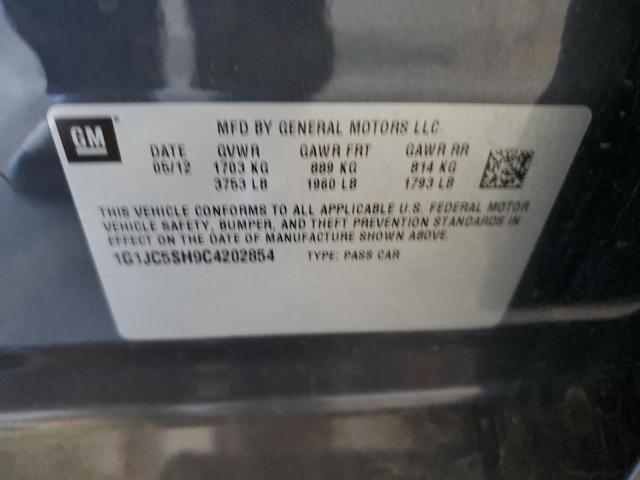 GM
MFD BY GENERAL MOTORS LLC
DATE GVWR GAWR FRT GAWR RR
05/12 1703 KG 889 KG 814 KG
3753 LB 1960 LB 1793 LB
THIS VEHICLE CONFORMS TO ALL APPLICABLE U.S. FEDERAL MOTOR
VEHICLE SAFETY, BUMPER, AND THEFT PREVENTION STANDARDS IN
EFFECT ON THE DATE OF MANUFACTURE SHOWN ABOVE.
1G1JC5SH9C4202854 TYPE: PASS CAR